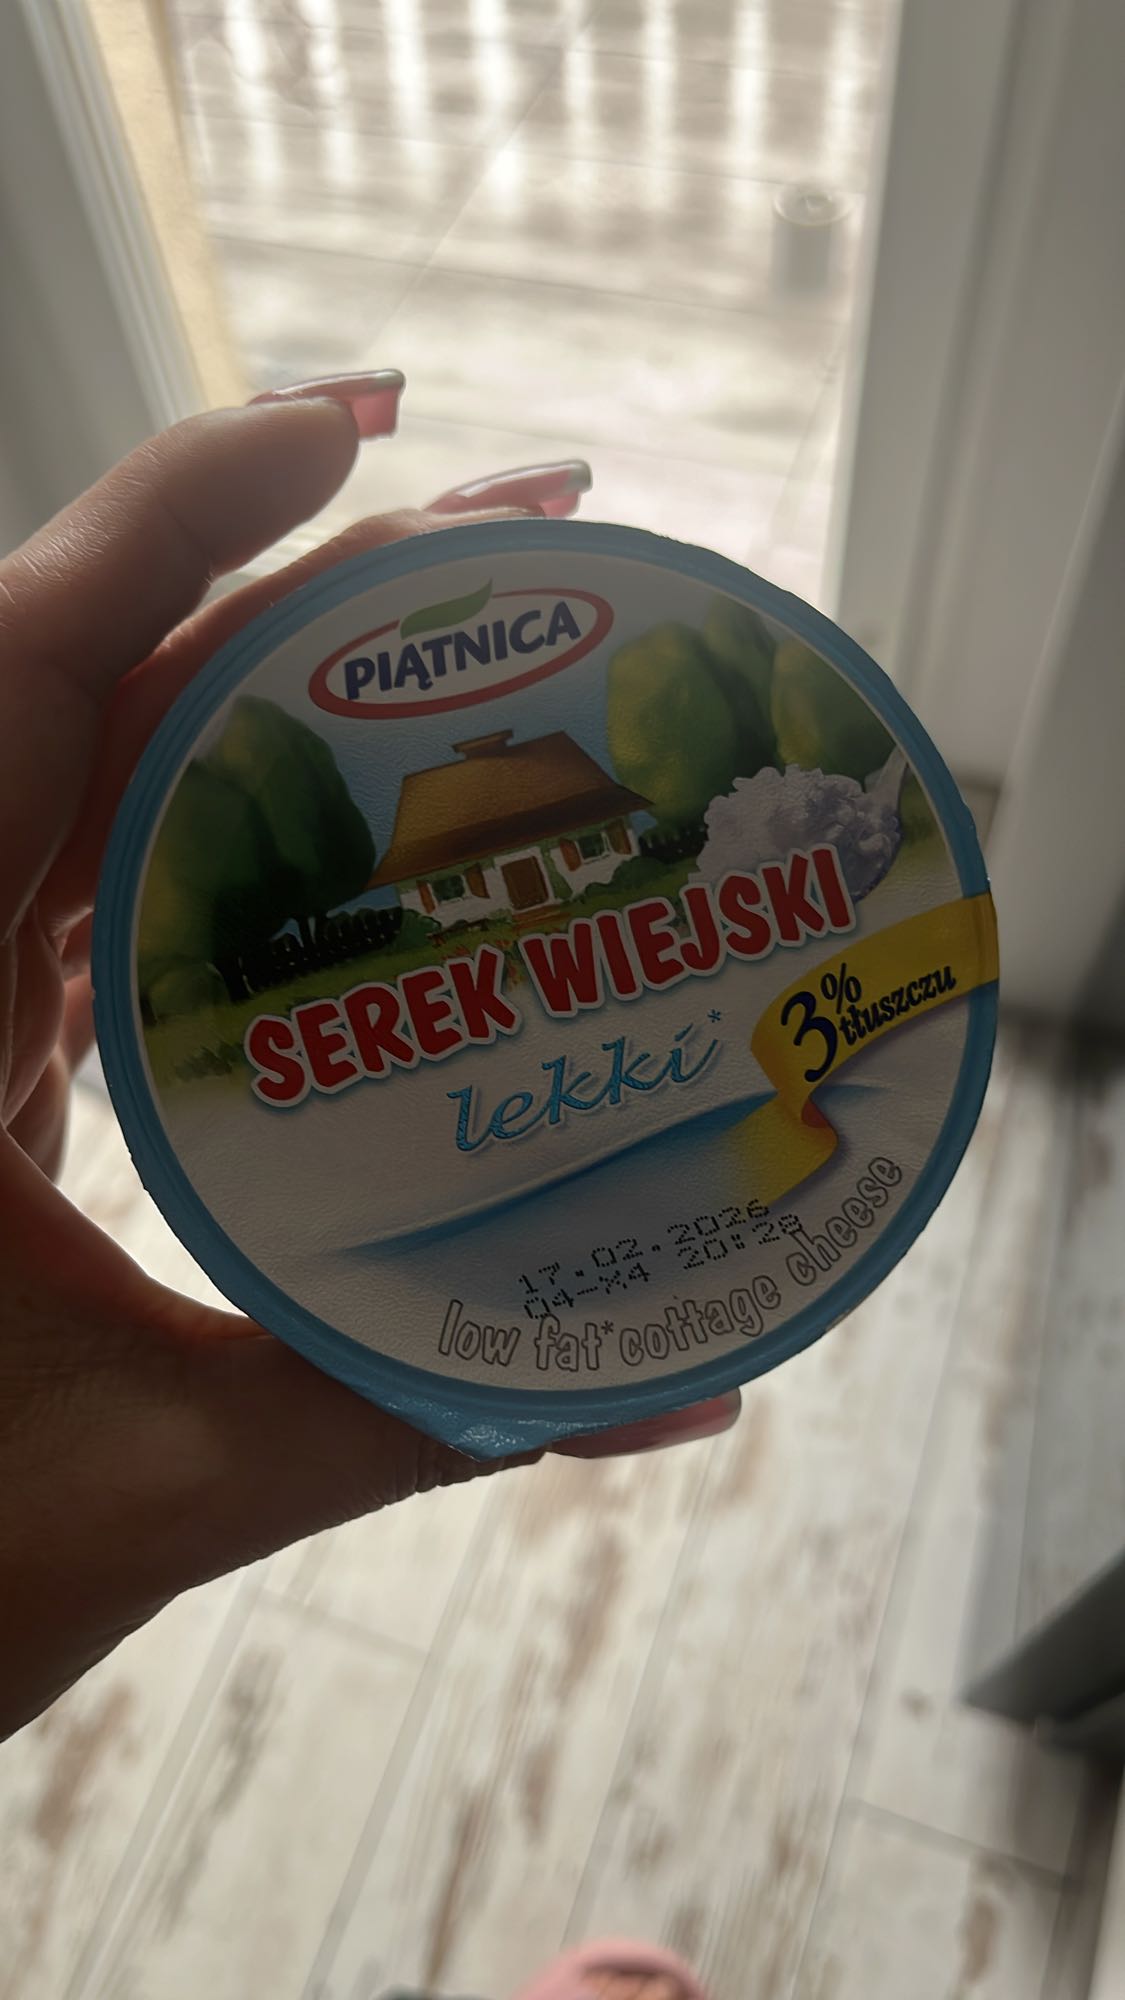 PIĄTNICA
SEREK WIEJSKI
lekki*
3% tłuszczu
17.02.2026
04-X4 20:28
low fat* cottage cheese